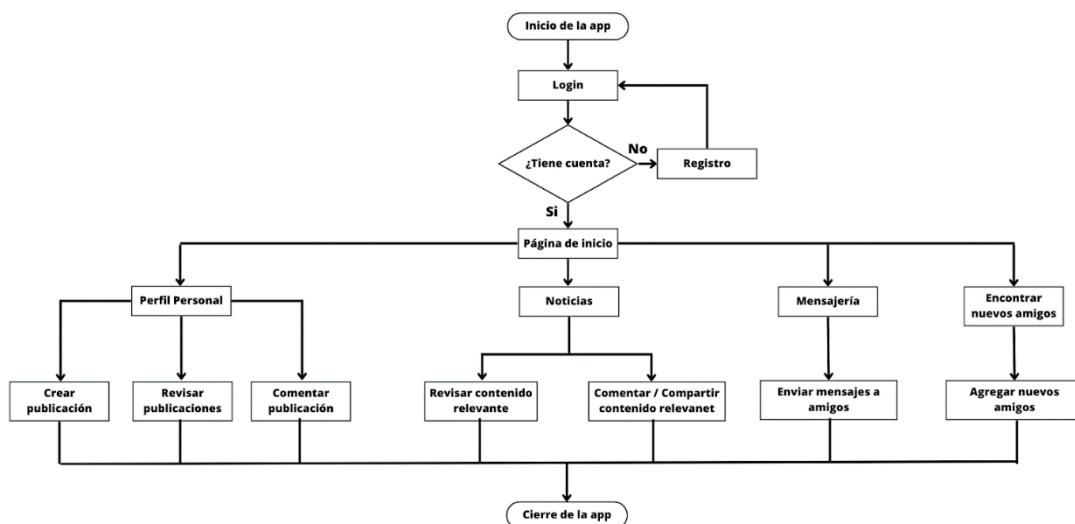 Inicio de la app
Login
¿Tiene cuenta?
No
Registro
Si
Página de inicio
Perfil Personal
Noticias
Mensajería
Encontrar
nuevos amigos
Crear
publicación
Revisar
publicaciones
Comentar
publicación
Revisar contenido
relevante
Comentar / Compartir
contenido relevanet
Enviar mensajes a
amigos
Agregar nuevos
amigos
Cierre de la app